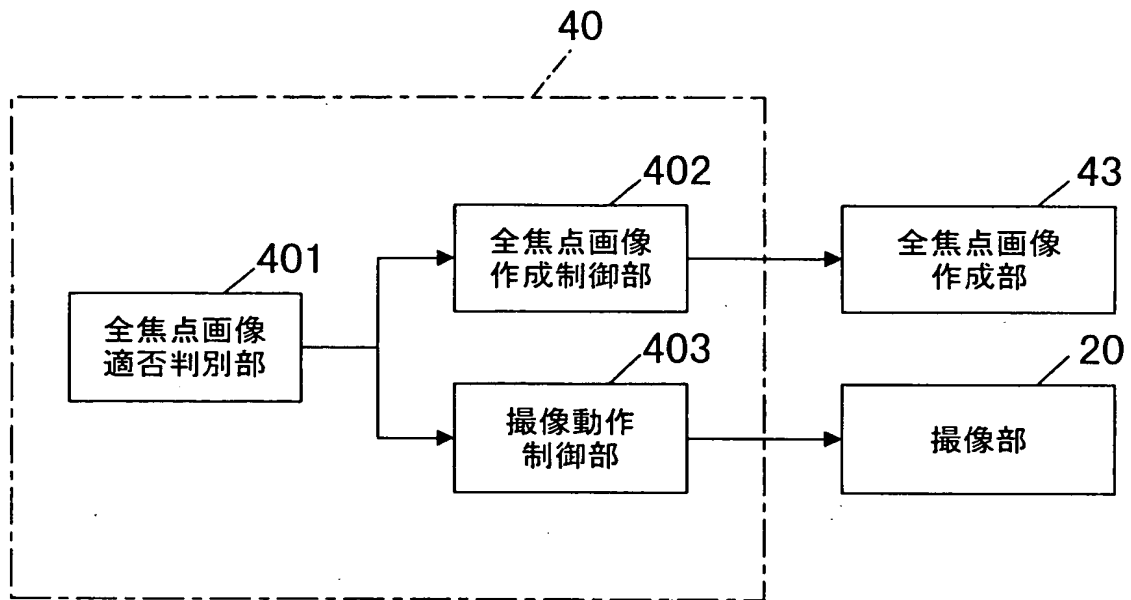 40
402
全焦点画像
作成制御部
43
全焦点画像
作成部
401
全焦点画像
適否判別部
403
撮像動作
制御部
20
撮像部